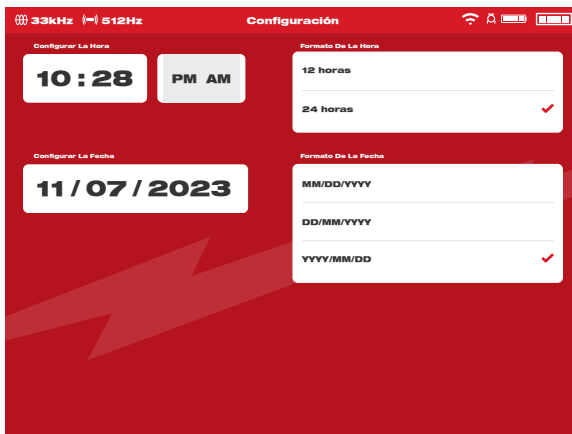 33kHz 512Hz Configuración
Configurar La Hora
10 : 28 PM AM
Formato De La Hora
12 horas
24 horas
Configurar La Fecha
11 / 07 / 2023
Formato De La Fecha
MM/DD/YYYY
DD/MM/YYYY
YYYY/MM/DD